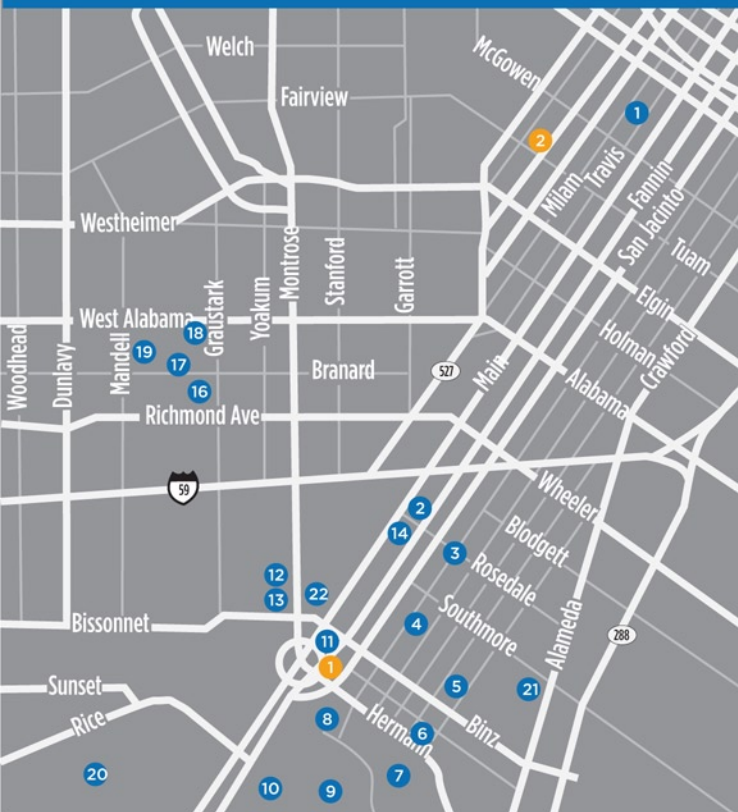 Welch
McGowen
Fairview
1
2
Travis
Milam
Fannin
San Jacinto
Westheimer
Montrose
Stanford
Tuam
Garrott
Yoakum
Graustark
Elgin
West Alabama
18
Holman
Crawford
Woodhead
Dunlavy
Mandell
19
17
Branard
527
Main
Alabama
16
Richmond Ave
59
Wheeler
2
14
Blodgett
3
Rosedale
12
13
22
Bissonnet
4
Southmore
Alameda
288
11
1
Sunset
5
21
Rice
8
Hermann
6
Binz
20
10
9
7